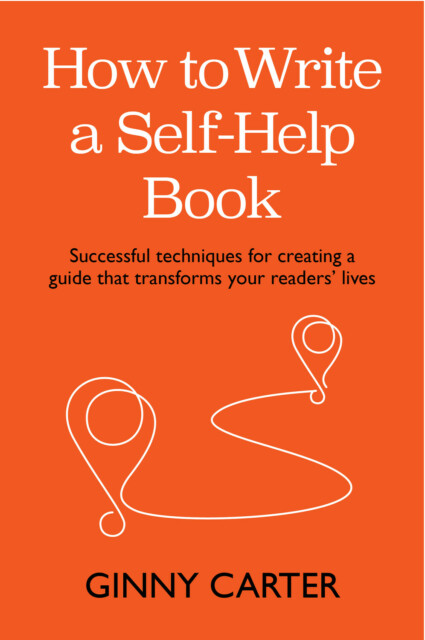 How to Write
a Self-Help
Book
Successful techniques for creating a
guide that transforms your readers’ lives
GINNY CARTER